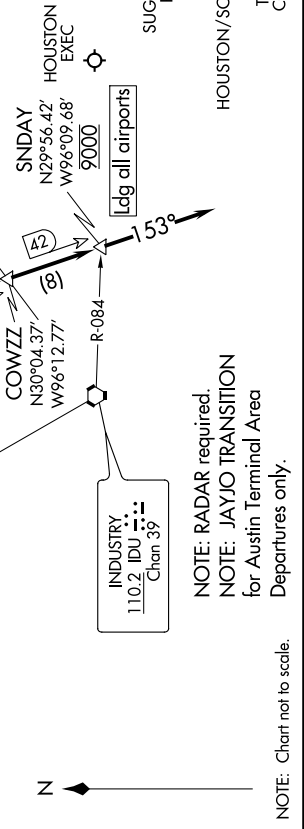 HOUSTON
EXEC
SUG
SNDAY
N29°56.42'
W96°09.68'
9000
Ldg all airports
HOUSTON/SC
42
(8)
153°
COWZZ
N30°04.37'
W96°12.77'
R-084
INDUSTRY
110.2 IDU
Chan 39
NOTE: RADAR required.
NOTE: JAYJO TRANSITION
for Austin Terminal Area
Departures only.
N
NOTE: Chart not to scale.